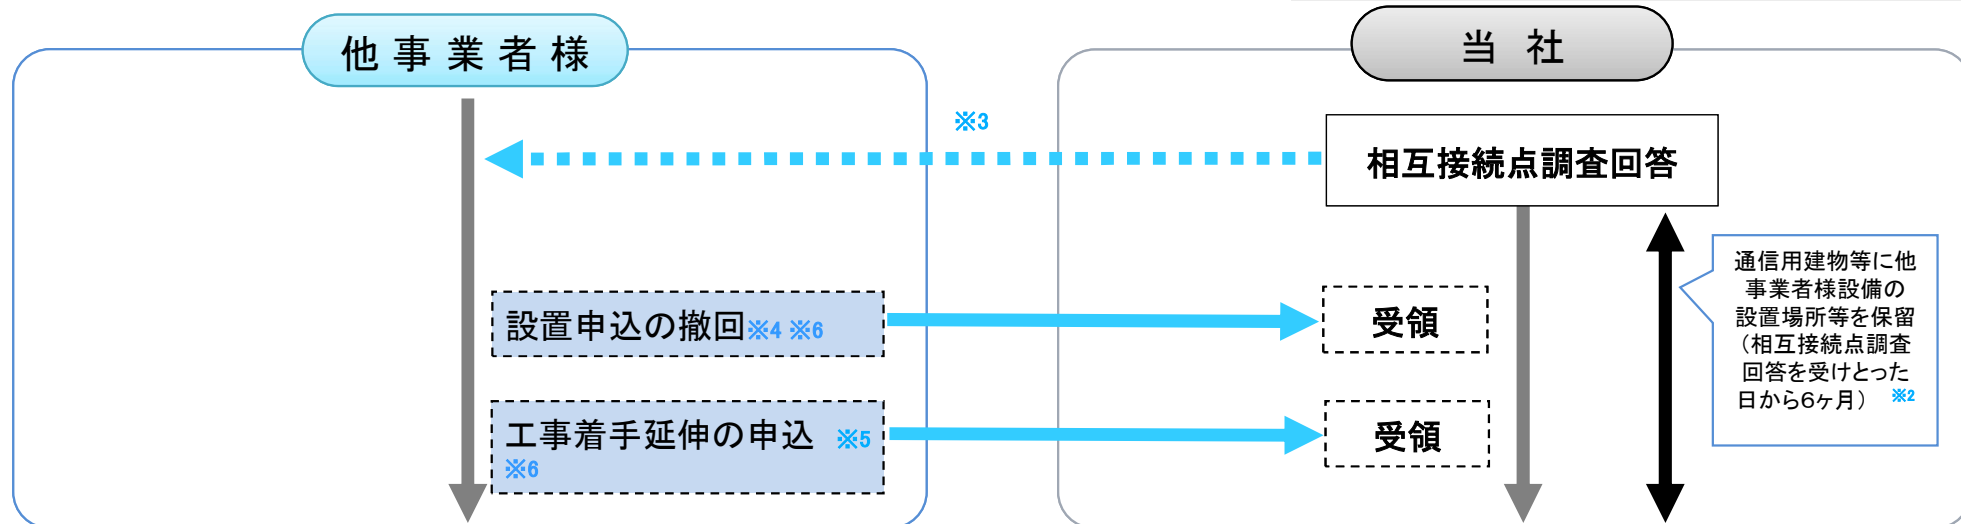 他事業者様
当社
※3
相互接続点調査回答
通信用建物等に他
事業者様設備の
設置場所等を保留
（相互接続点調査
回答を受けとった
日から6ヶ月） ※2
設置申込の撤回※4 ※6
受領
工事着手延伸の申込 ※5
※6
受領